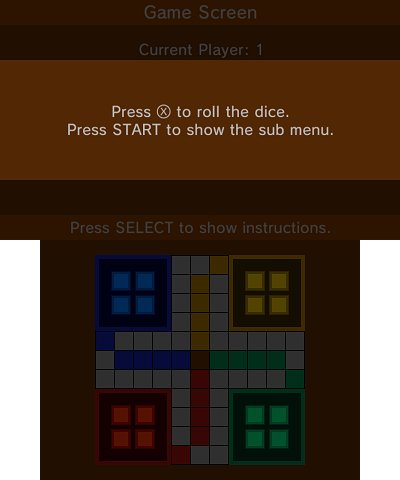 Game Screen
Current Player: 1
Press Ⓧ to roll the dice.
Press START to show the sub menu.
Press SELECT to show instructions.